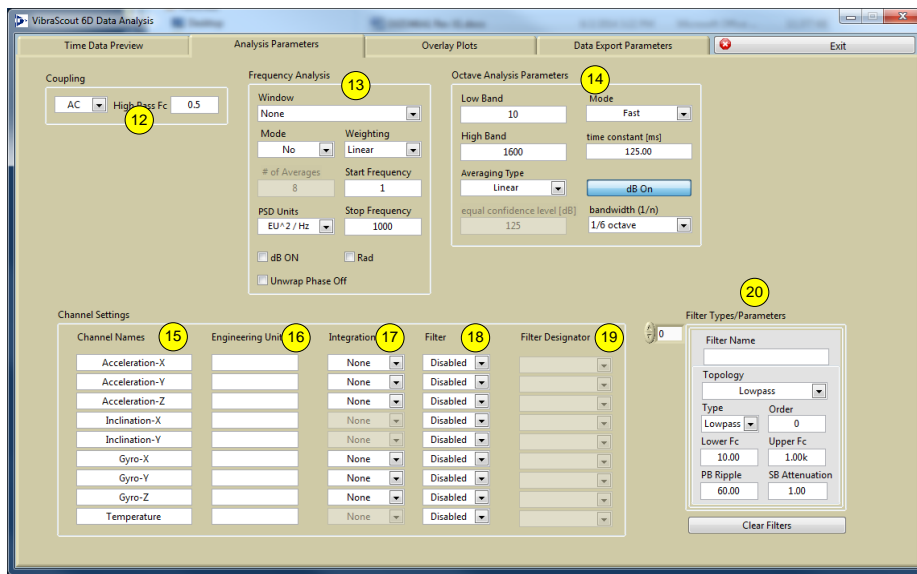 VibraScout 6D Data Analysis
Time Data Preview
Analysis Parameters
Overlay Plots
Data Export Parameters
Exit
Coupling
AC
High Pass Fc
0.5
12
Frequency Analysis
13
Window
None
Mode
Weighting
No
Linear
# of Averages
Start Frequency
8
1
PSD Units
Stop Frequency
EU^2 / Hz
1000
dB ON
Rad
Unwrap Phase Off
Octave Analysis Parameters
14
Low Band
Mode
10
Fast
High Band
time constant [ms]
1600
125.00
Averaging Type
Linear
dB On
equal confidence level [dB]
bandwidth (1/n)
125
1/6 octave
Channel Settings
Channel Names
15
Engineering Unit
16
Integration
17
Filter
18
Filter Designator
19
Acceleration-X
None
Disabled
Acceleration-Y
None
Disabled
Acceleration-Z
None
Disabled
Inclination-X
None
Disabled
Inclination-Y
None
Disabled
Gyro-X
None
Disabled
Gyro-Y
None
Disabled
Gyro-Z
None
Disabled
Temperature
None
Disabled
0
20
Filter Types/Parameters
Filter Name
Topology
Lowpass
Type
Order
Lowpass
0
Lower Fc
Upper Fc
10.00
1.00k
PB Ripple
SB Attenuation
60.00
1.00
Clear Filters